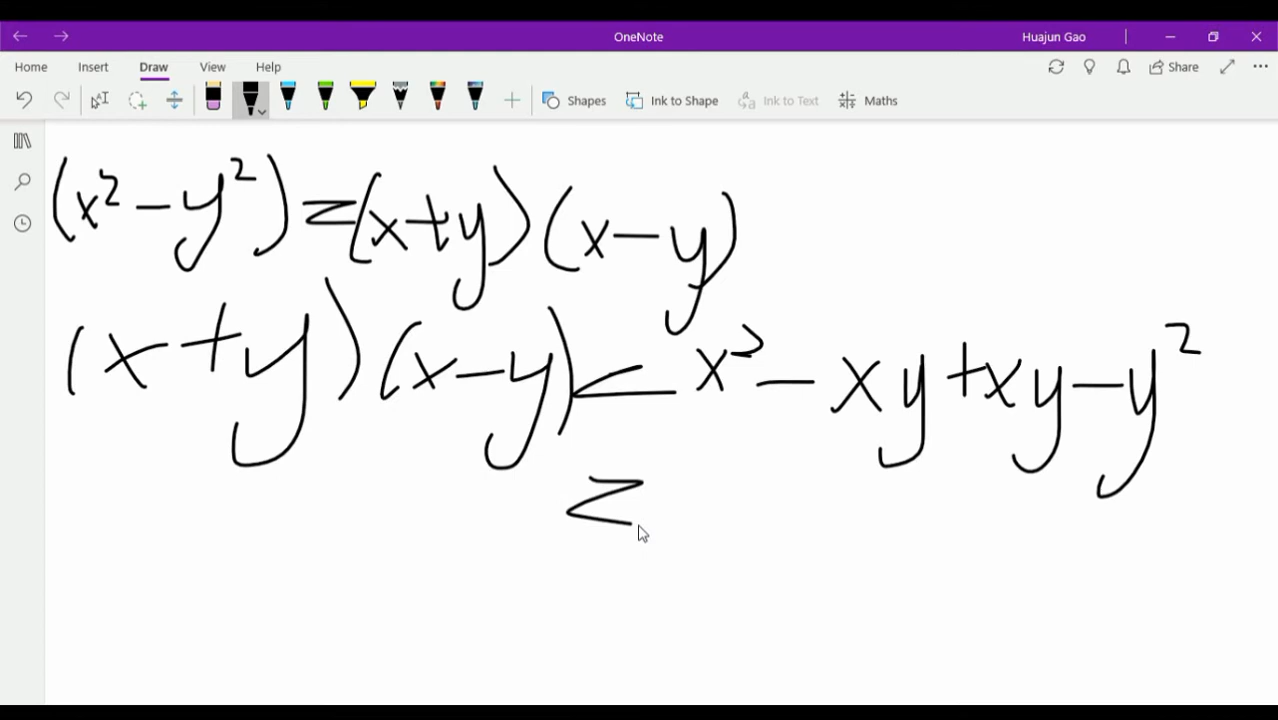 OneNote
Huajun Gao
Home Insert Draw View Help
Share
Shapes Ink to Shape Ink to Text Maths
(x² − y²) = (x+y)(x−y)
(x+y)(x−y) = x² − xy + xy − y²
=